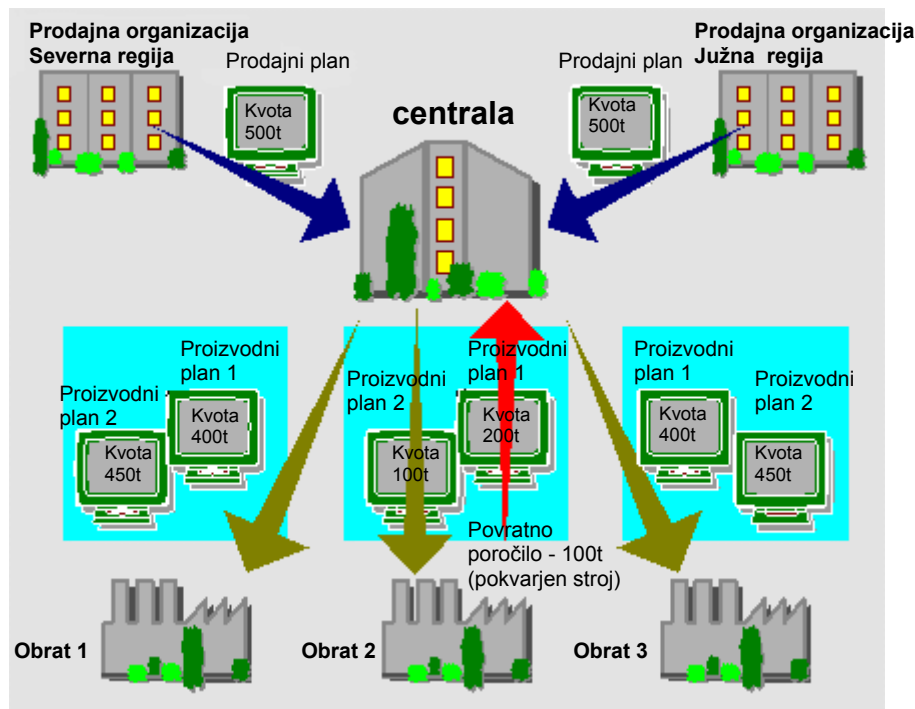 Prodajna organizacija
Severna regija
Prodajni plan
Kvota
500t
centrala
Prodajni plan
Kvota
500t
Prodajna organizacija
Južna regija
Proizvodni
plan 1
Kvota
400t
Proizvodni
plan 2
Kvota
450t
Proizvodni
plan 2
Kvota
100t
Proizvodni
plan 1
Kvota
200t
Proizvodni
plan 1
Kvota
400t
Proizvodni
plan 2
Kvota
450t
Povratno
poročilo - 100t
(pokvarjen stroj)
Obrat 1
Obrat 2
Obrat 3